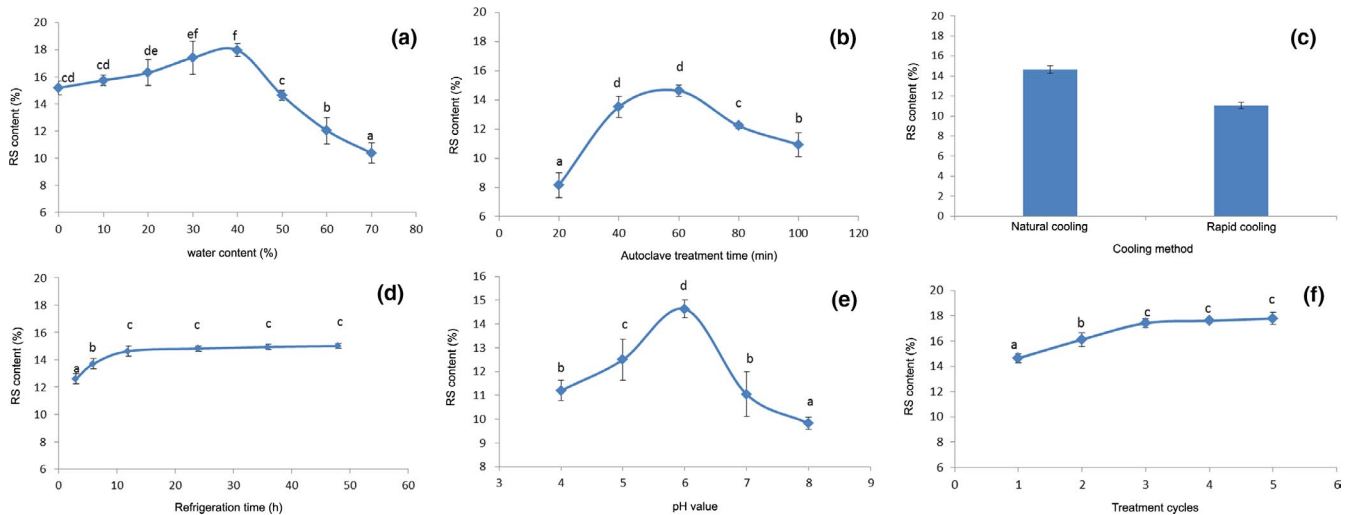 (a)
RS content (%)
20
18
16
14
12
10
8
6
cd
cd
de
ef
f
c
b
a
0 10 20 30 40 50 60 70 80
water content (%)
(b)
RS content (%)
20
18
16
14
12
10
8
6
a
d
d
c
b
0 20 40 60 80 100 120
Autoclave treatment time (min)
(c)
RS content (%)
20
18
16
14
12
10
8
6
4
2
0
Natural cooling Rapid cooling
Cooling method
(d)
RS content (%)
20
18
16
14
12
10
8
6
a
b
c
c
c
c
0 10 20 30 40 50 60
Refrigeration time (h)
(e)
RS content (%)
16
15
14
13
12
11
10
9
8
b
c
d
b
a
3 4 5 6 7 8 9
pH value
(f)
RS content (%)
20
18
16
14
12
10
8
6
a
b
c
c
c
0 1 2 3 4 5 6
Treatment cycles